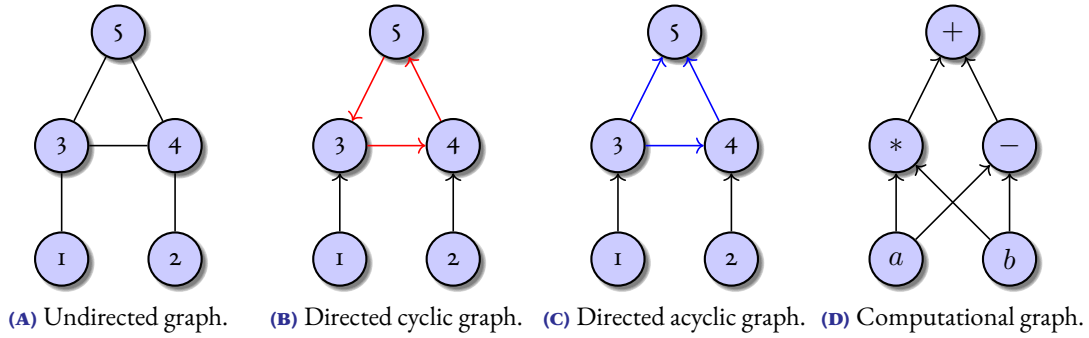 5 5 5 +
3 4 3 4 3 4 * −
1 2 1 2 1 2 a b
(A) Undirected graph. (B) Directed cyclic graph. (C) Directed acyclic graph. (D) Computational graph.